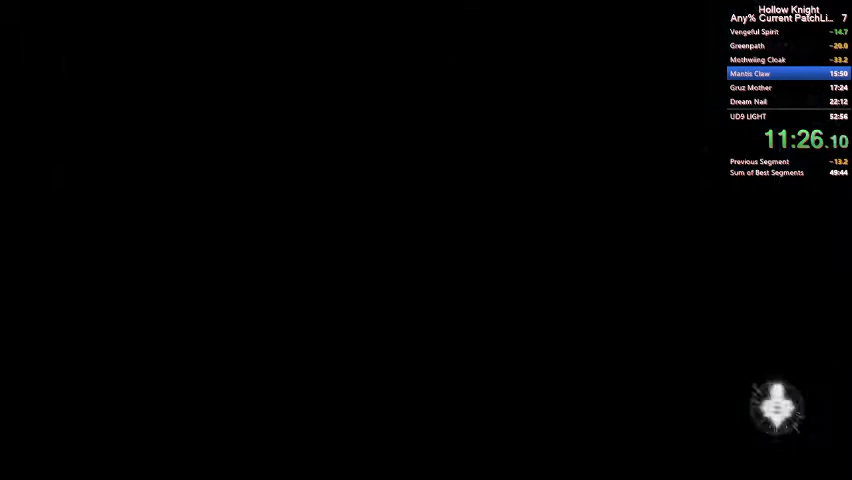 Hollow Knight
Any% Current PatchLi... 7
Vengeful Spirit -14.7
Greenpath -20.0
Mothwiing Cloak -33.2
Mantis Claw 15:50
Gruz Mother 17:24
Dream Nail 22:12
UD9 LIGHT 52:56
11:26.10
Previous Segment -13.2
Sum of Best Segments 49:44